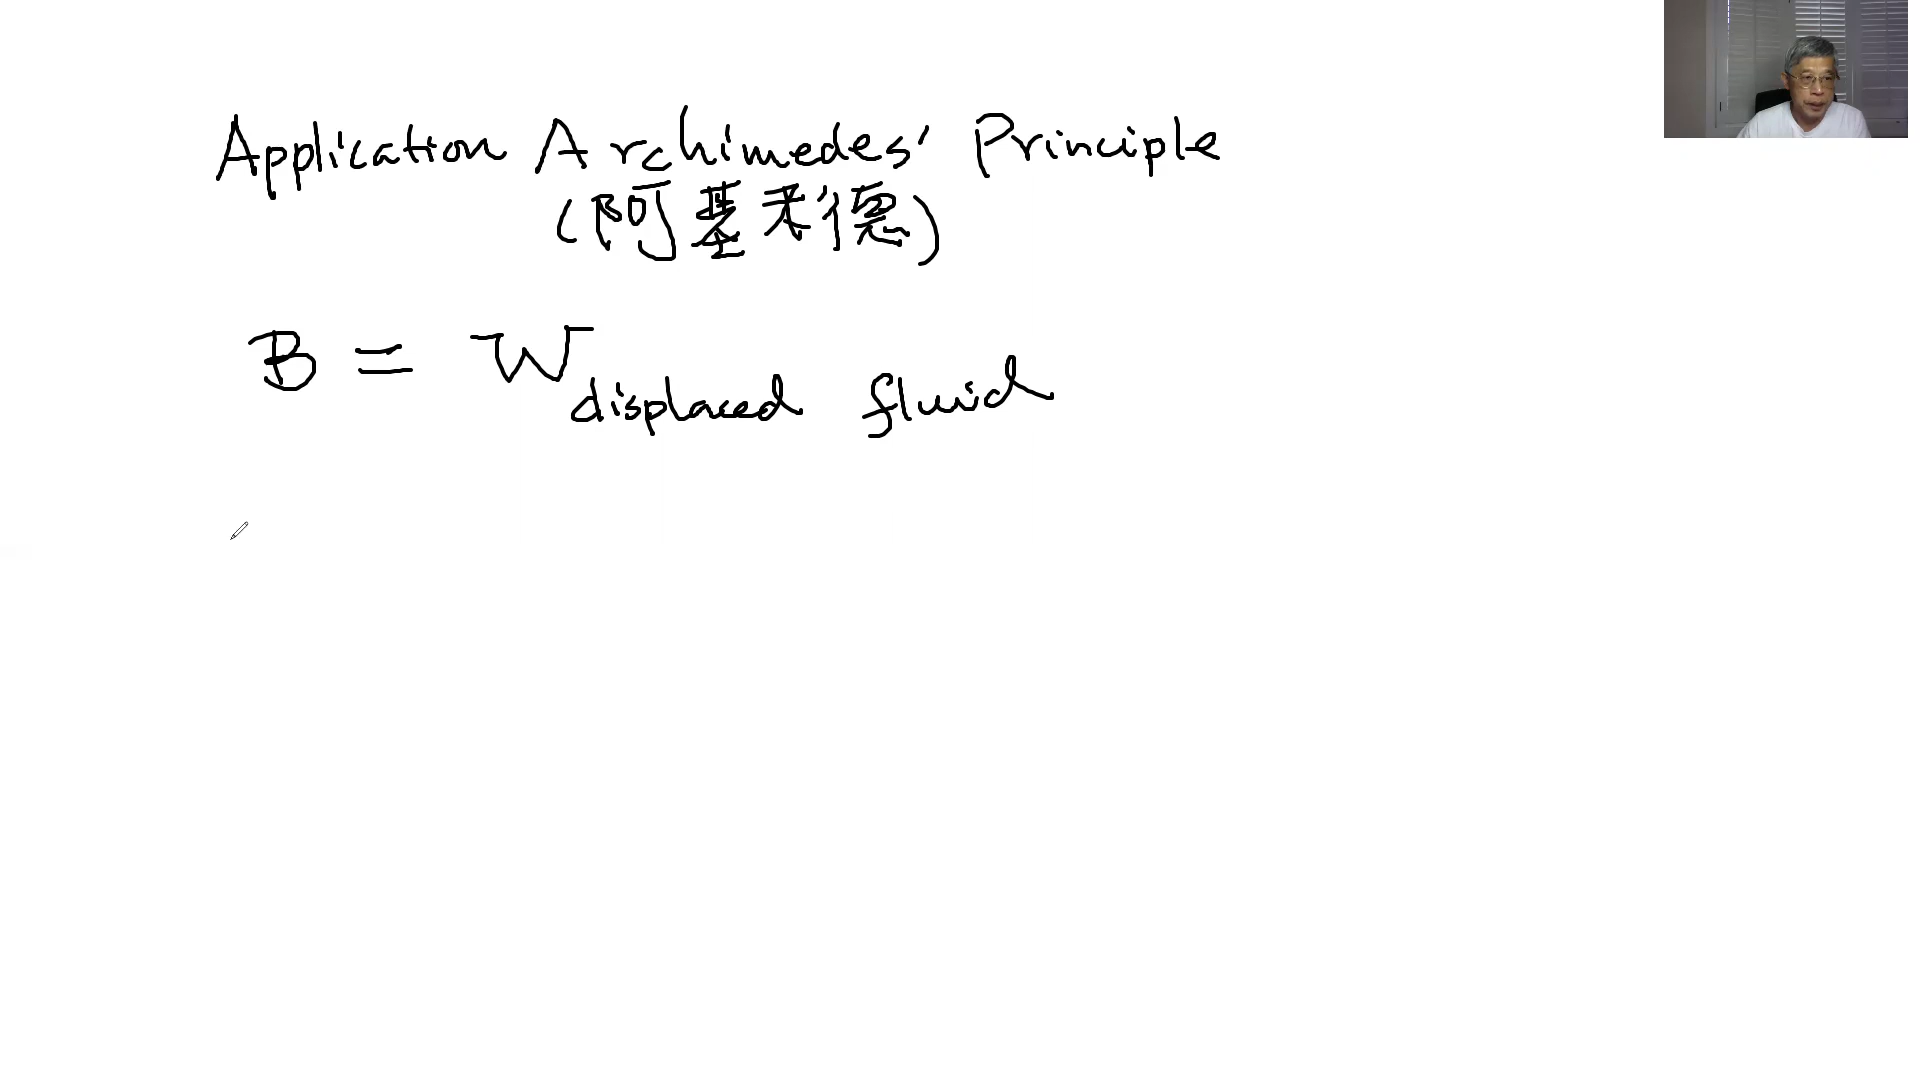 Application Archimedes' Principle
(阿基米德)
B = W displaced fluid